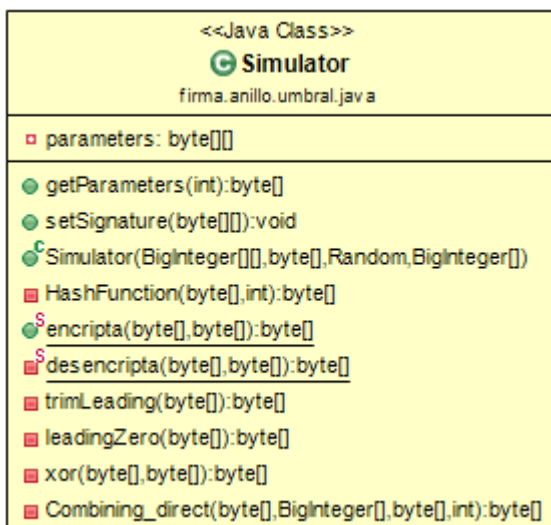 <<Java Class>>
C Simulator
firma.anillo.umbral.java
parameters: byte[][]
getParameters(int):byte[]
setSignature(byte[][]):void
C Simulator(BigInteger[][],byte[],Random,BigInteger[])
HashFunction(byte[],int):byte[]
S encripta(byte[],byte[]):byte[]
S desencripta(byte[],byte[]):byte[]
trimLeading(byte[]):byte[]
leadingZero(byte[]):byte[]
xor(byte[],byte[]):byte[]
Combining_direct(byte[],BigInteger[],byte[],int):byte[]